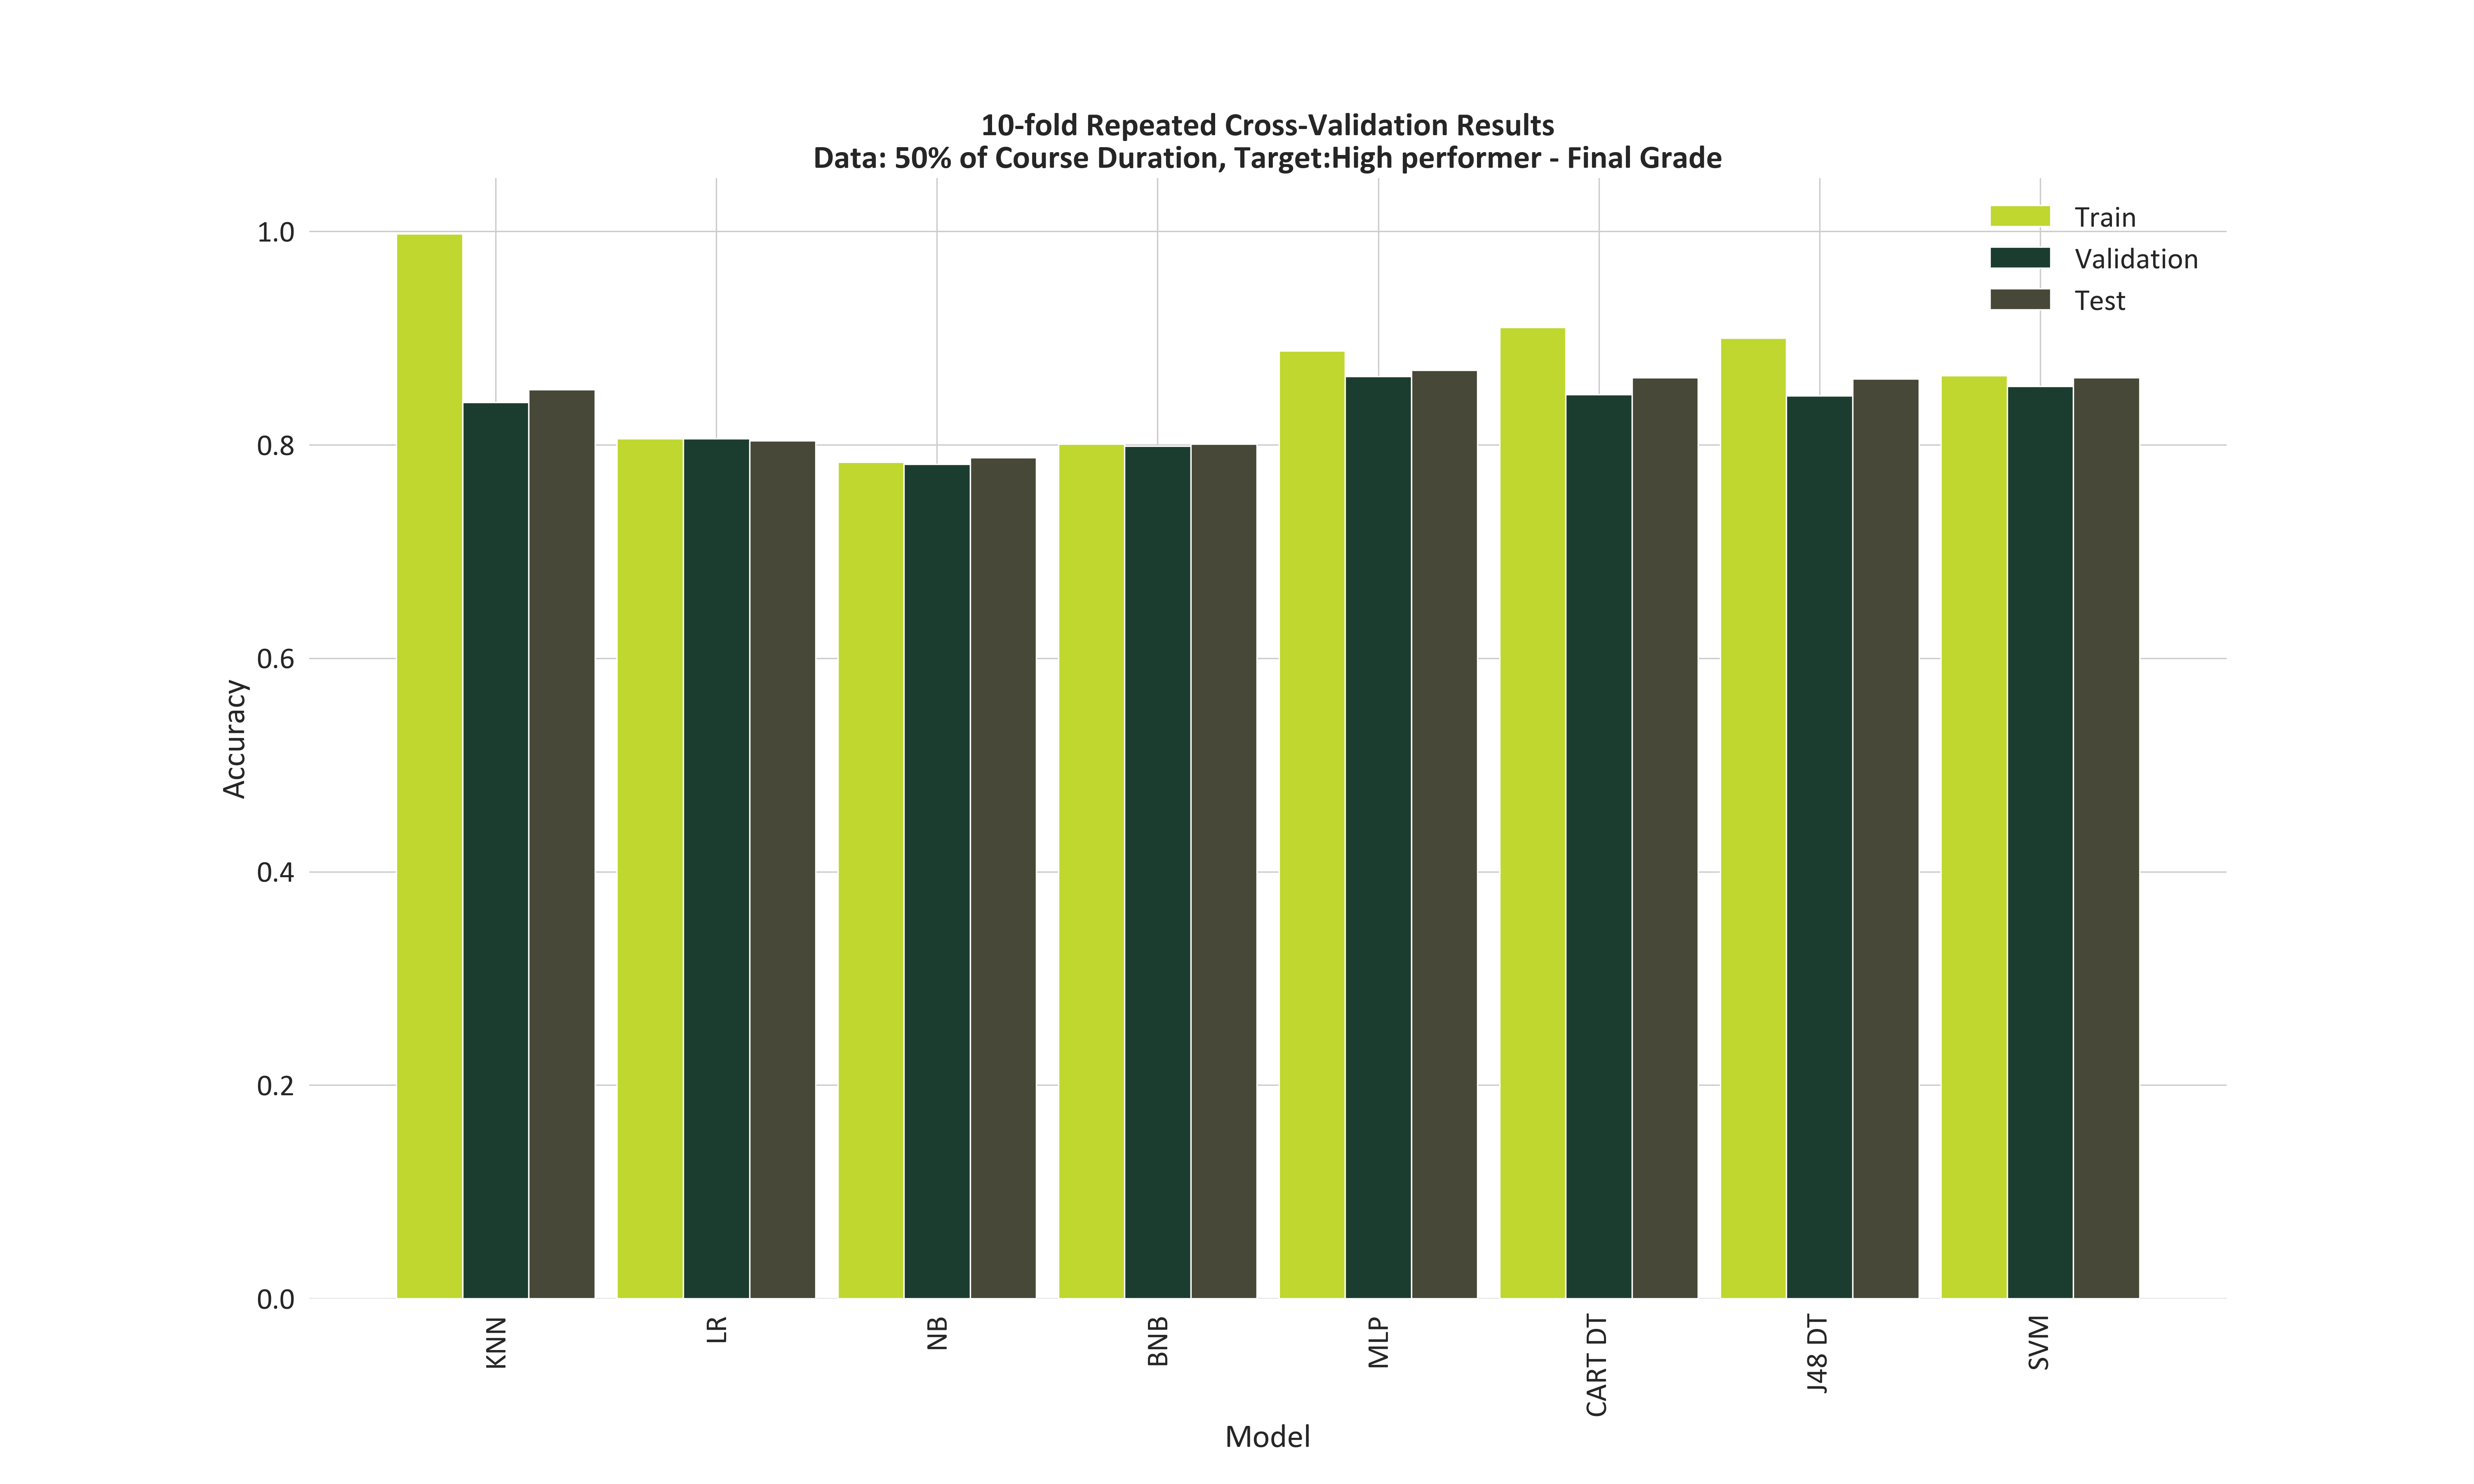 10-fold Repeated Cross-Validation Results
Data: 50% of Course Duration, Target:High performer - Final Grade
Train
Validation
Test
Accuracy
1.0
0.8
0.6
0.4
0.2
0.0
KNN
LR
NB
BNB
MLP
CART DT
J48 DT
SVM
Model